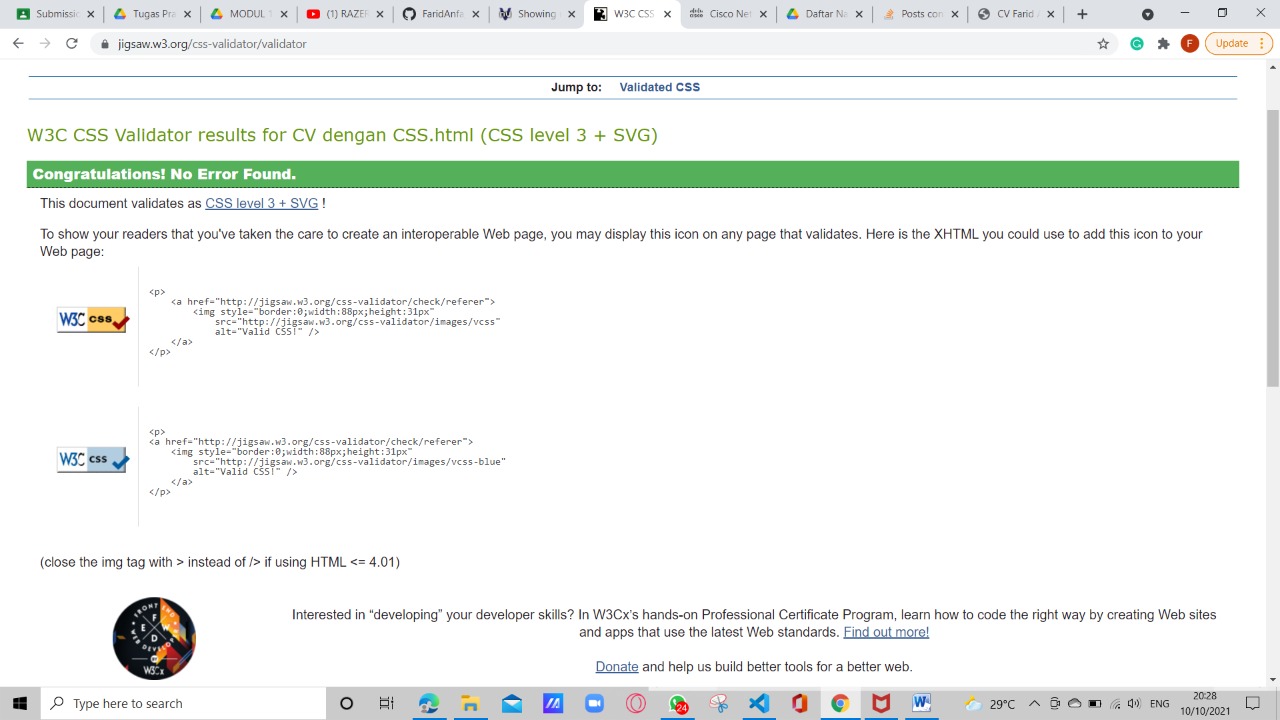 Submissio
Tugas Pra
MODUL 1
(1) RAZER
FaridAnfa
Showing
W3C CSS
Cisco Net
Daftar Ne
Posts con
CV Farid
jigsaw.w3.org/css-validator/validator
F
Update
Jump to: Validated CSS
W3C CSS Validator results for CV dengan CSS.html (CSS level 3 + SVG)
Congratulations! No Error Found.
This document validates as CSS level 3 + SVG !
To show your readers that you've taken the care to create an interoperable Web page, you may display this icon on any page that validates. Here is the XHTML you could use to add this icon to your
Web page:
W3C css
<p>
<a href="http://jigsaw.w3.org/css-validator/check/referer">
<img style="border:0;width:88px;height:31px"
src="http://jigsaw.w3.org/css-validator/images/vcss"
alt="Valid CSS!" />
</a>
</p>
W3C css
<p>
<a href="http://jigsaw.w3.org/css-validator/check/referer">
<img style="border:0;width:88px;height:31px"
src="http://jigsaw.w3.org/css-validator/images/vcss-blue"
alt="Valid CSS!" />
</a>
</p>
(close the img tag with > instead of /> if using HTML <= 4.01)
FRONT
W3Cx
Interested in “developing” your developer skills? In W3Cx's hands-on Professional Certificate Program, learn how to code the right way by creating Web sites
and apps that use the latest Web standards. Find out more!
Donate and help us build better tools for a better web.
Type here to search
24
29°C
ENG
20:28
10/10/2021